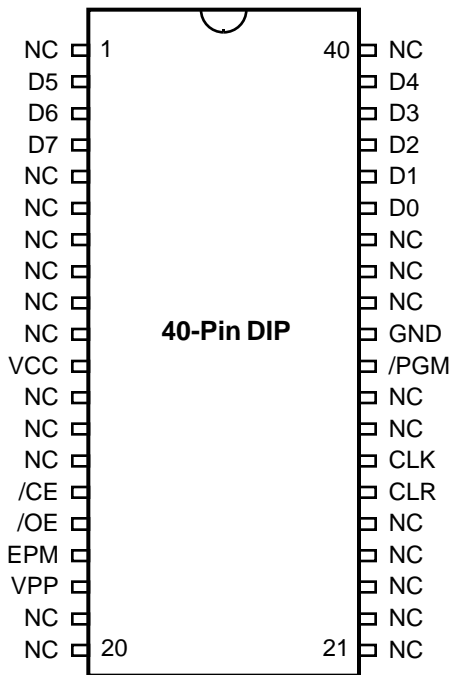 NC 1 40 NC
D5 D4
D6 D3
D7 D2
NC D1
NC D0
NC NC
NC NC
NC NC
NC 40-Pin DIP GND
VCC /PGM
NC NC
NC NC
NC CLK
/CE CLR
/OE NC
EPM NC
VPP NC
NC NC
NC 20 21 NC